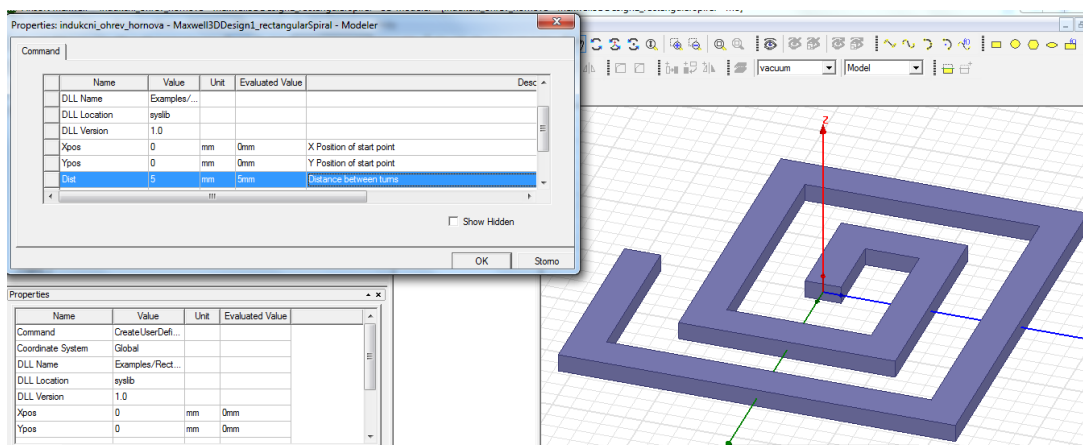 Properties: indukcni_ohrev_hornova - Maxwell3DDesign1_rectangularSpiral - Modeler
Command
Name Value Unit Evaluated Value Desc
DLL Name Examples/...
DLL Location syslib
DLL Version 1.0
Xpos 0 mm 0mm X Position of start point
Ypos 0 mm 0mm Y Position of start point
Dist 5 mm 5mm Distance between turns
Show Hidden
OK Storno
vacuum Model
Z
Properties
Name Value Unit Evaluated Value
Command CreateUserDefi...
Coordinate System Global
DLL Name Examples/Rect...
DLL Location syslib
DLL Version 1.0
Xpos 0 mm 0mm
Ypos 0 mm 0mm